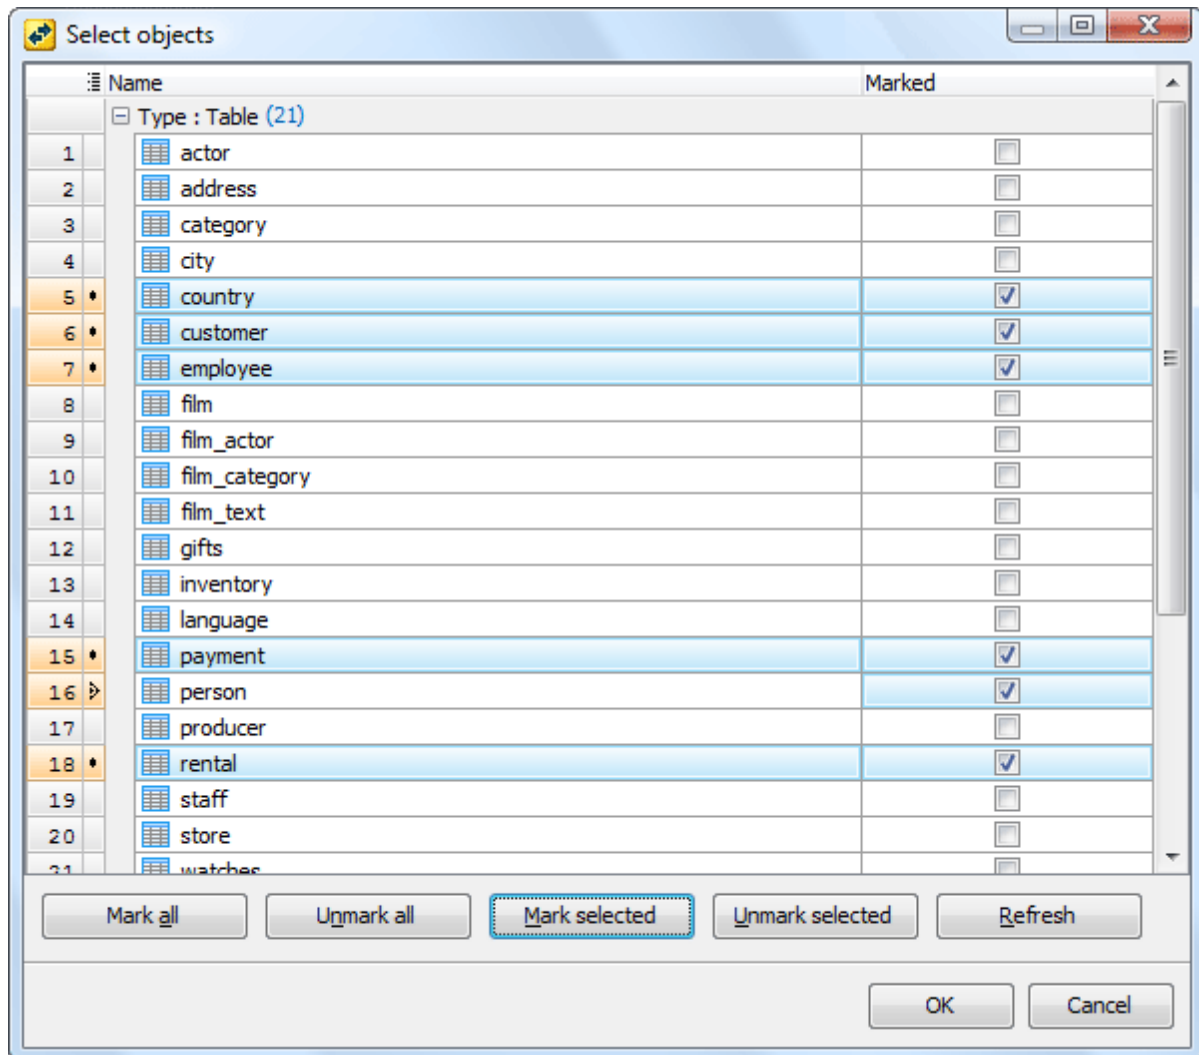 Select objects
Name Marked
Type : Table (21)
1 actor
2 address
3 category
4 city
5 country
6 customer
7 employee
8 film
9 film_actor
10 film_category
11 film_text
12 gifts
13 inventory
14 language
15 payment
16 person
17 producer
18 rental
19 staff
20 store
21 watches
Mark all Unmark all Mark selected Unmark selected Refresh
OK Cancel